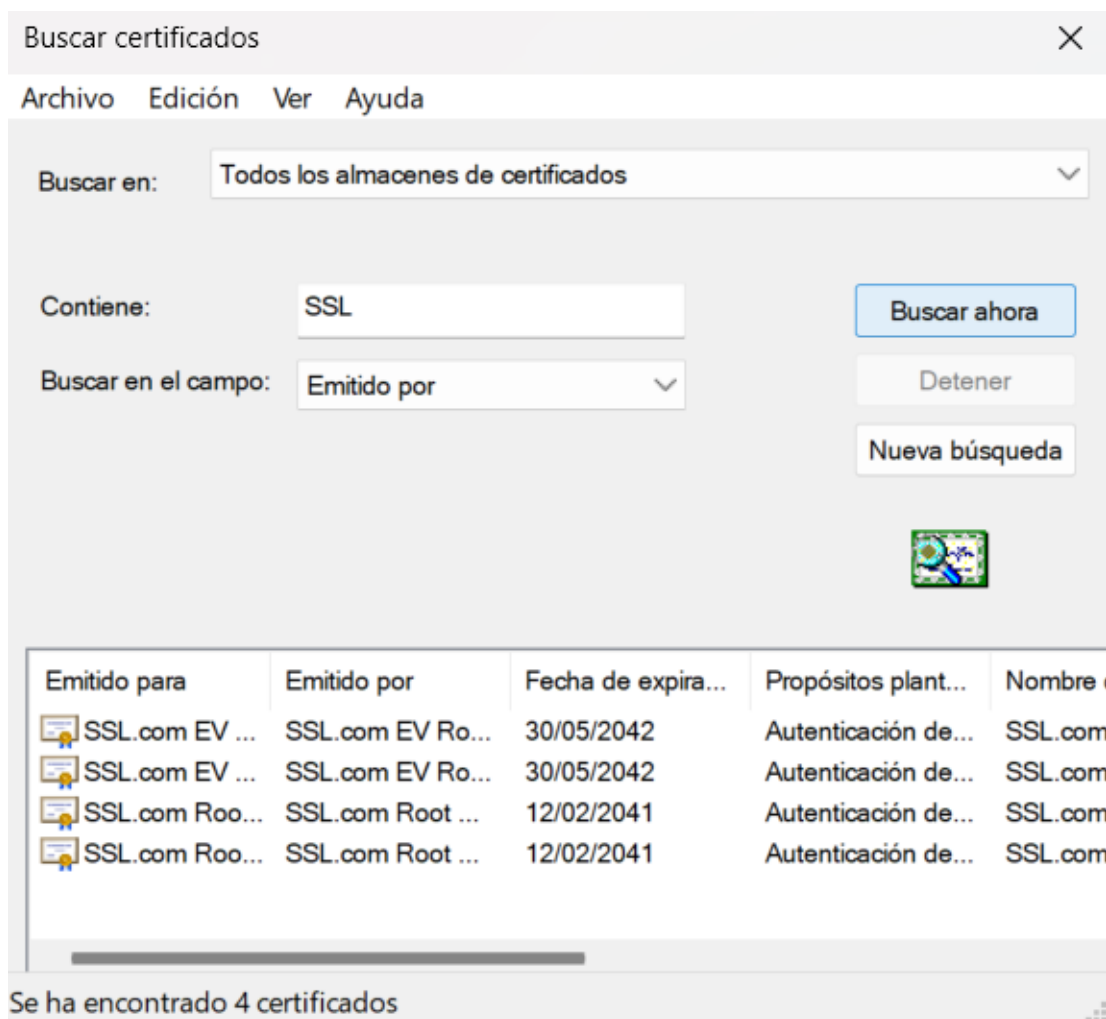 Buscar certificados
Archivo Edición Ver Ayuda
Buscar en: Todos los almacenes de certificados
Contiene: SSL Buscar ahora
Buscar en el campo: Emitido por Detener
Nueva búsqueda
Emitido para Emitido por Fecha de expira... Propósitos plant... Nombre
SSL.com EV ... SSL.com EV Ro... 30/05/2042 Autenticación de... SSL.com
SSL.com EV ... SSL.com EV Ro... 30/05/2042 Autenticación de... SSL.com
SSL.com Roo... SSL.com Root ... 12/02/2041 Autenticación de... SSL.com
SSL.com Roo... SSL.com Root ... 12/02/2041 Autenticación de... SSL.com
Se ha encontrado 4 certificados